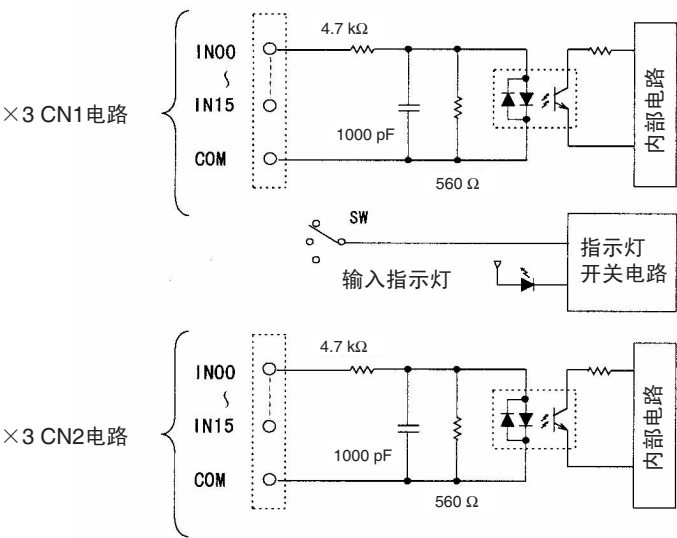 4.7 kΩ
IN00
~
IN15
×3 CN1电路
1000 pF
COM
560 Ω
内部电路
SW
指示灯
开关电路
输入指示灯
4.7 kΩ
IN00
~
IN15
×3 CN2电路
1000 pF
COM
560 Ω
内部电路